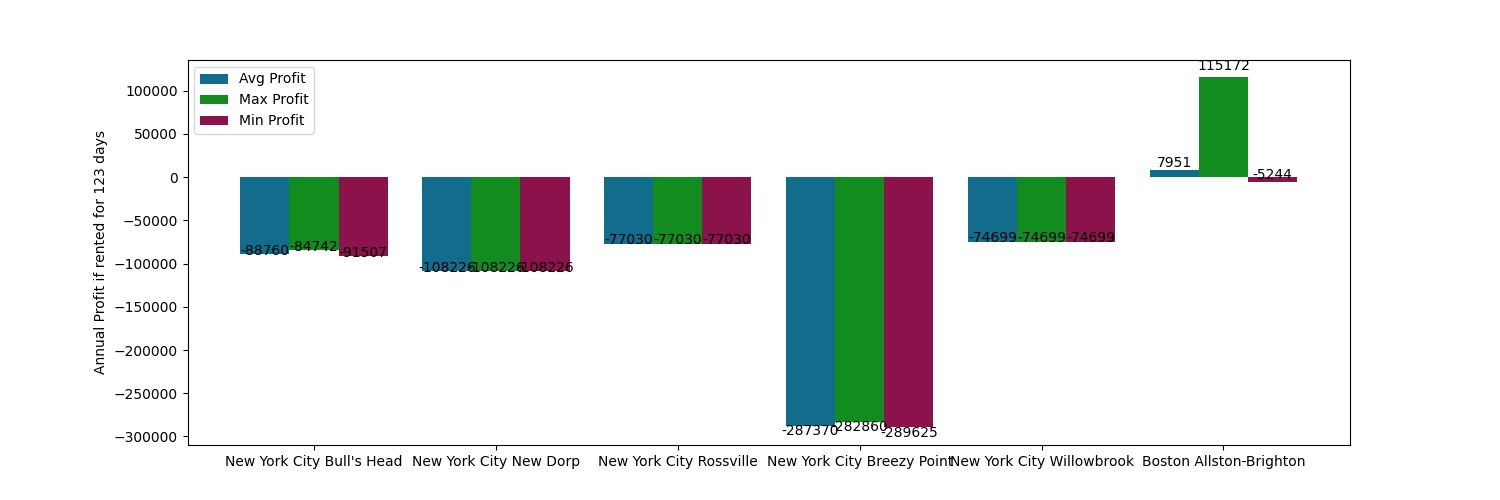 115172
Avg Profit
Max Profit
Min Profit
100000
50000
0
−50000
−100000
−150000
−200000
−250000
−300000
Annual Profit if rented for 123 days
7951
-5244
-88760 -84742 -91507
-108226 -108226 -108226
-77030 -77030 -77030
-287370 -282860 -289625
-74699 -74699 -74699
New York City Bull's Head New York City New Dorp New York City Rossville New York City Breezy Point New York City Willowbrook Boston Allston-Brighton